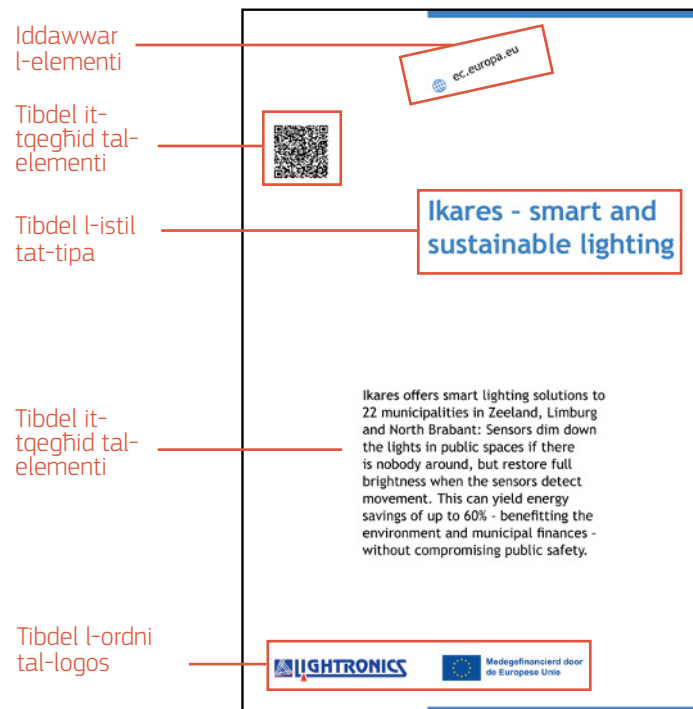 Iddawwar
l-elementi
ec.europa.eu
Tibdel it-
tqegħid tal-
elementi
Ikares - smart and
sustainable lighting
Tibdel l-istil
tat-tipa
Ikares offers smart lighting solutions to
22 municipalities in Zeeland, Limburg
and North Brabant: Sensors dim down
the lights in public spaces if there
is nobody around, but restore full
brightness when the sensors detect
movement. This can yield energy
savings of up to 60% - benefitting the
environment and municipal finances -
without compromising public safety.
Tibdel it-
tqegħid tal-
elementi
Tibdel l-ordni
tal-logos
LIGHTRONICS
Medegefinancierd door
de Europese Unie